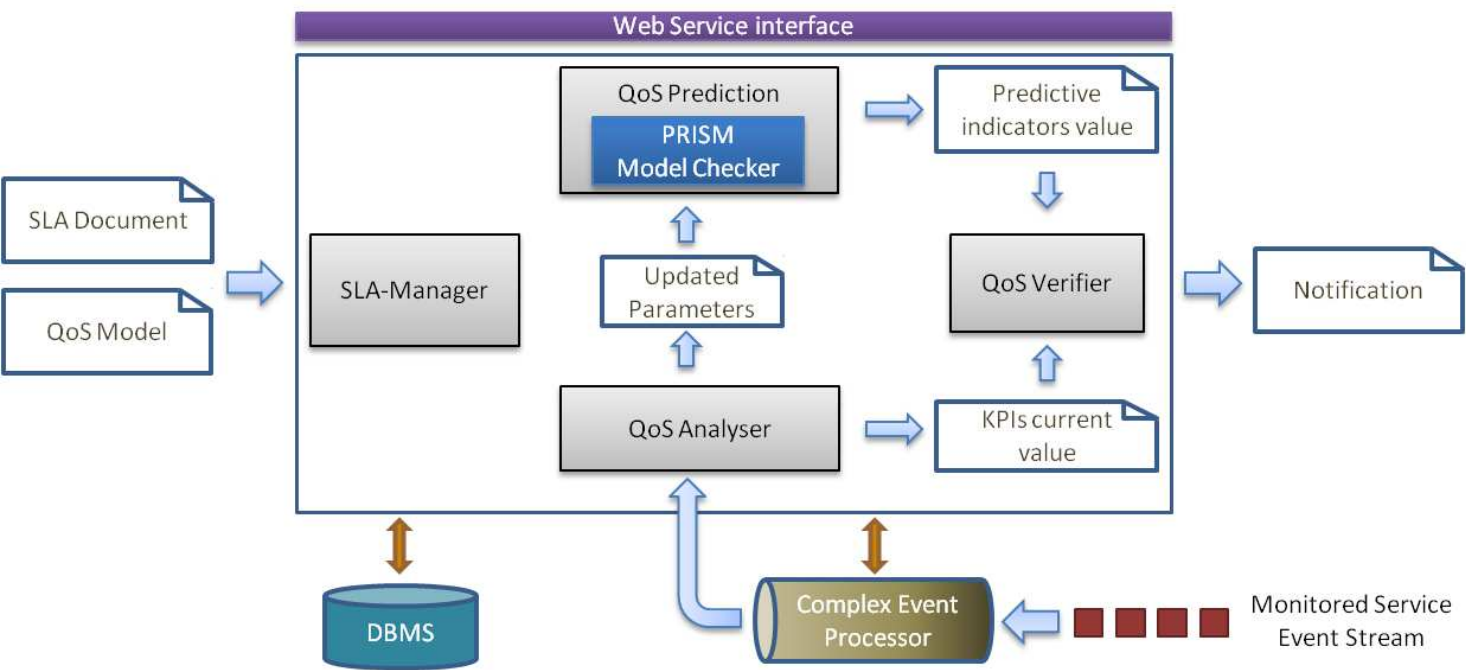 Web Service interface
QoS Prediction
PRISM
Model Checker
Predictive
indicators value
SLA Document
QoS Model
SLA-Manager
Updated
Parameters
QoS Verifier
Notification
QoS Analyser
KPIs current
value
DBMS
Complex Event
Processor
Monitored Service
Event Stream